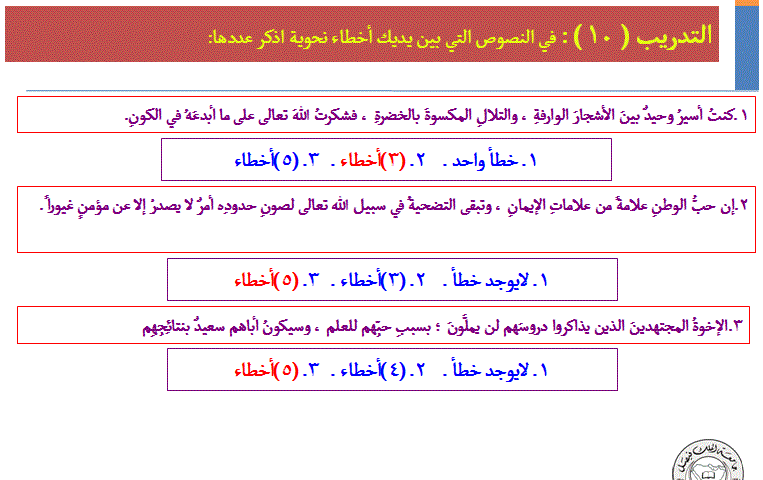 التدريب ( ١٠ ) : في النصوص التي بين يديك أخطاء نحوية اذكر عددها:
١.كنتُ أسيرُ وحيدٌ بينَ الأشجارَ الوارفةِ ، والتلالِ المكسوةَ بالخضرةِ ، فشكرتُ اللهَ تعالى على ما أبدعَهُ في الكونِ.
١. خطأ واحد . ٢. (٣)أخطاء . ٣. (٥)أخطاء
٢.إن حبُّ الوطنِ علامةٌ من علاماتِ الإيمانِ ، وتبقى التضحيةُ في سبيل الله تعالى لصونِ حدودِه أمرٌ لا يصدرُ إلا عن مؤمنٍ غيوراً .
١. لايوجد خطأ . ٢. (٣)أخطاء . ٣. (٥)أخطاء
٣.الإخوةُ المجتهدينَ الذين يذاكروا دروسَهم لن يملَّونَ ؛ بسببِ حبِّهم للعلم ، وسيكونُ أباهم سعيدٌ بنتائجِهِم
١. لايوجد خطأ . ٢. (٤)أخطاء . ٣. (٥)أخطاء
جامعة الملك فيصل